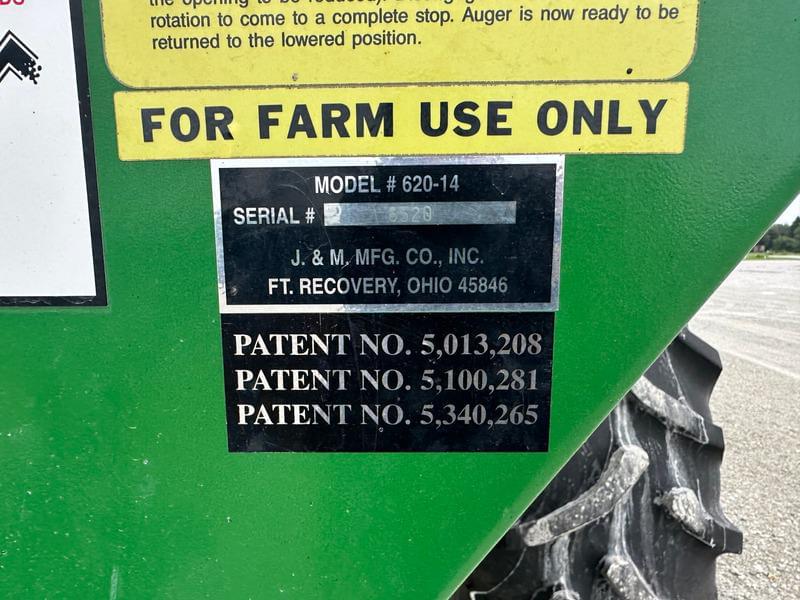 DS
rotation to come to a complete stop. Auger is now ready to be
returned to the lowered position.
FOR FARM USE ONLY
MODEL # 620-14
SERIAL # 6520
J. & M. MFG. CO., INC.
FT. RECOVERY, OHIO 45846
PATENT NO. 5,013,208
PATENT NO. 5,100,281
PATENT NO. 5,340,265